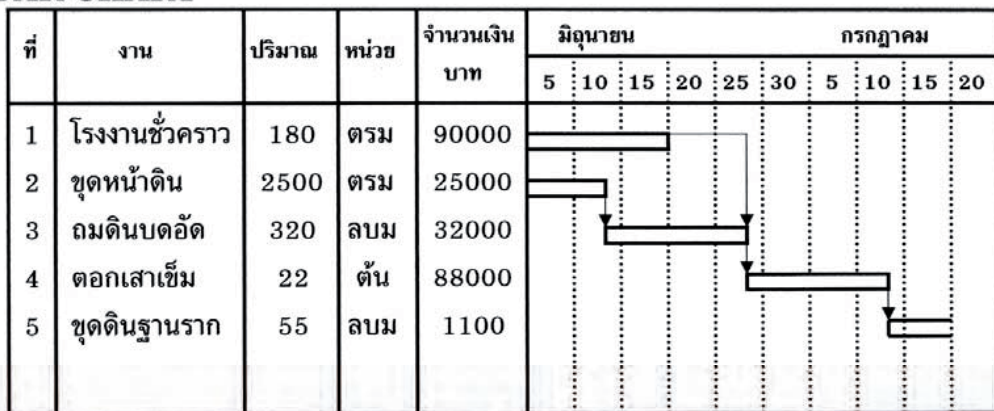 ที่ งาน ปริมาณ หน่วย จำนวนเงิน บาท มิถุนายน กรกฎาคม
5 10 15 20 25 30 5 10 15 20
1 โรงงานชั่วคราว 180 ตรม 90000
2 ขุดหน้าดิน 2500 ตรม 25000
3 ถมดินบดอัด 320 ลบม 32000
4 ตอกเสาเข็ม 22 ต้น 88000
5 ขุดดินฐานราก 55 ลบม 1100